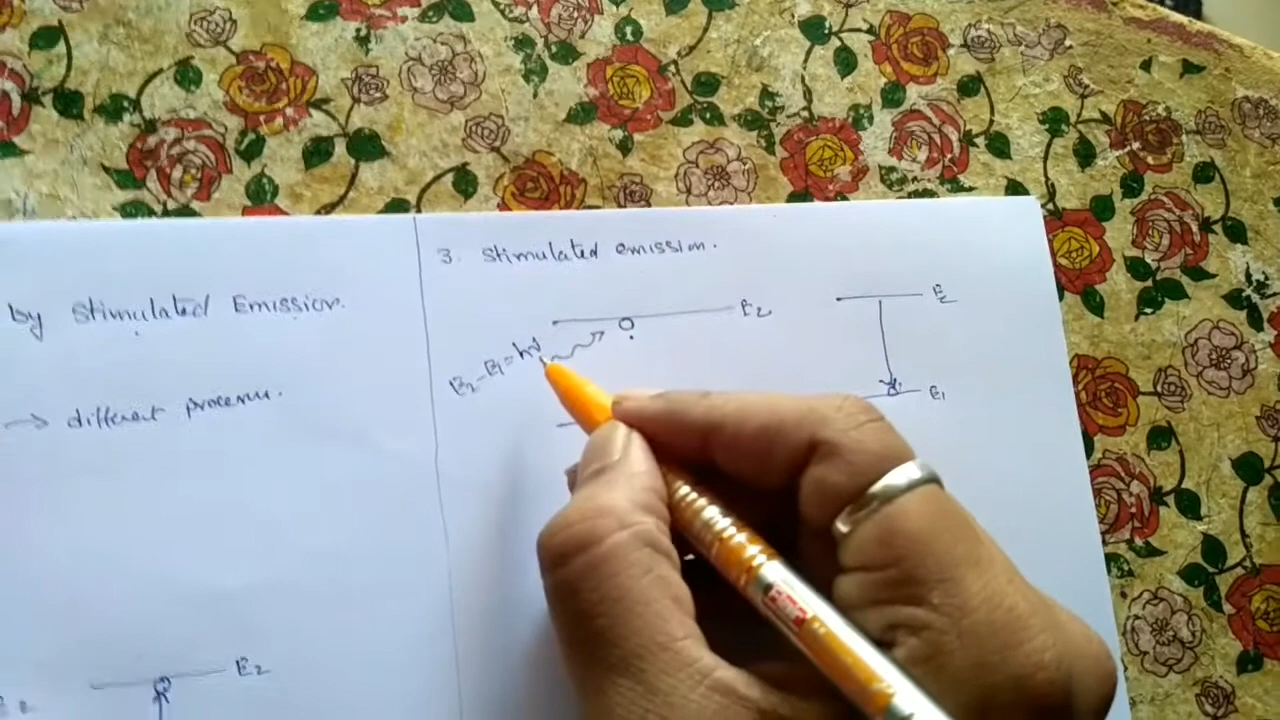 by Stimulated Emission.
→ different process.
E2
3. Stimulated emission.
E2
E2-E1=hν
E2
E1